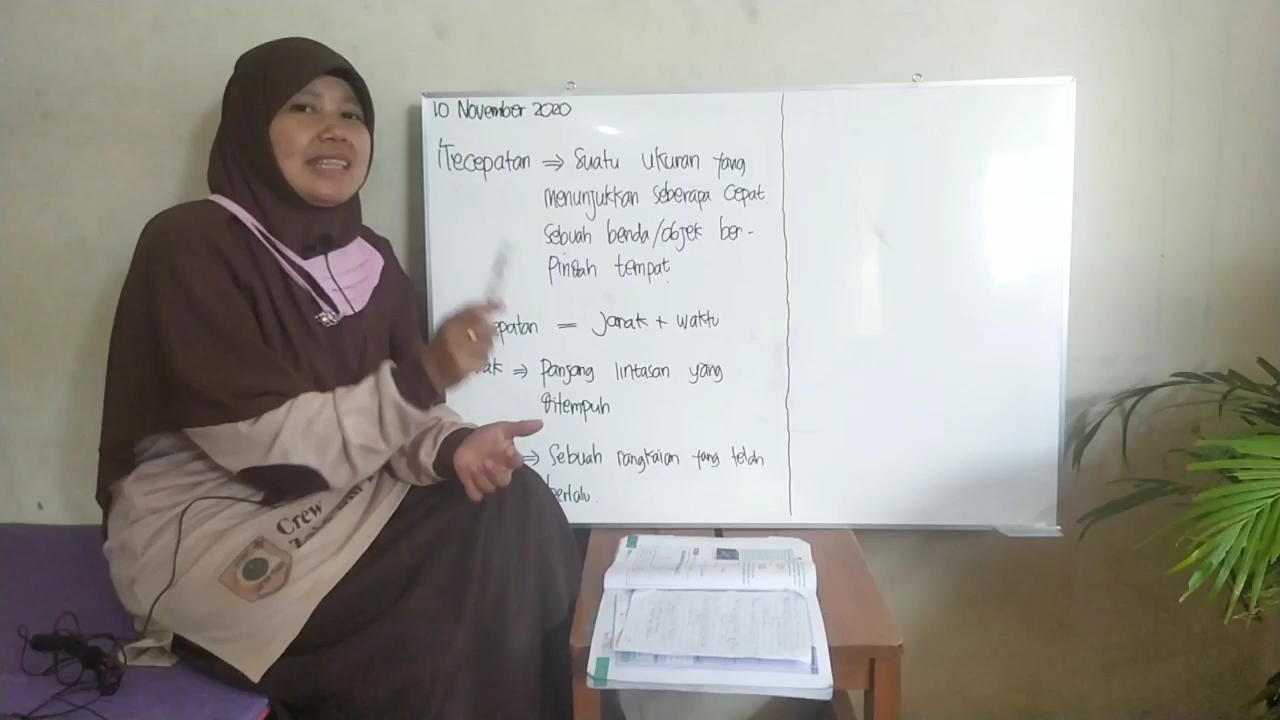 10 November 2020
Kecepatan ⇒ Suatu ukuran yang
menunjukkan seberapa cepat
sebuah benda/objek ber-
pindah tempat.
epatan = Jarak + waktu
ak ⇒ Panjang lintasan yang
ditempuh
⇒ Sebuah rangkaian yang telah
berlalu.
Crew